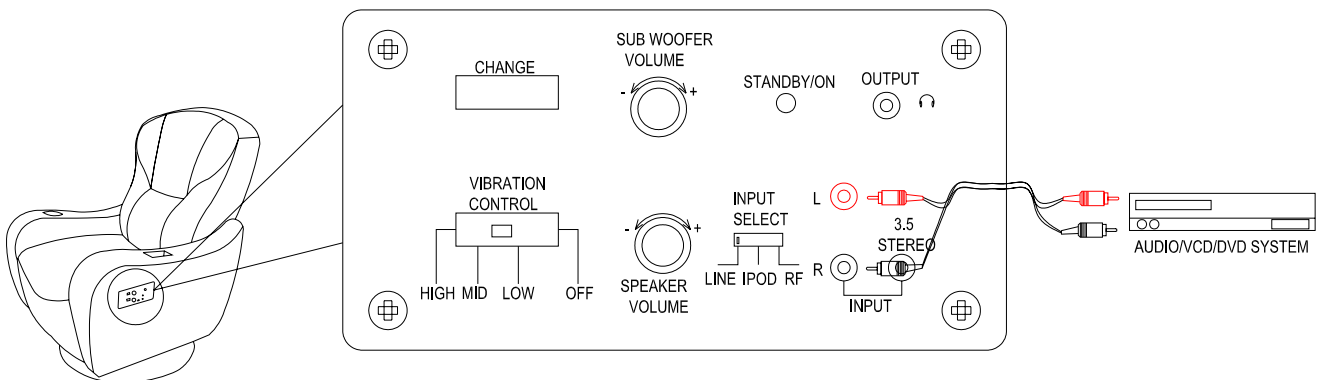 CHANGE
SUB WOOFER
VOLUME
- +
STANDBY/ON
OUTPUT
VIBRATION
CONTROL
HIGH MID LOW OFF
- +
SPEAKER
VOLUME
INPUT
SELECT
LINE IPOD RF
L
3.5
STEREO
R
INPUT
AUDIO/VCD/DVD SYSTEM